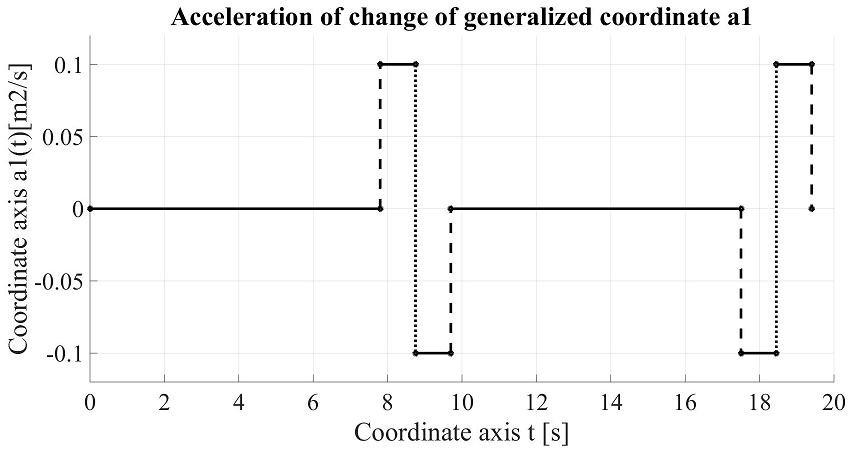 Acceleration of change of generalized coordinate a1
Coordinate axis a1(t)[m2/s]
0.1
0.05
0
-0.05
-0.1
0 2 4 6 8 10 12 14 16 18 20
Coordinate axis t [s]